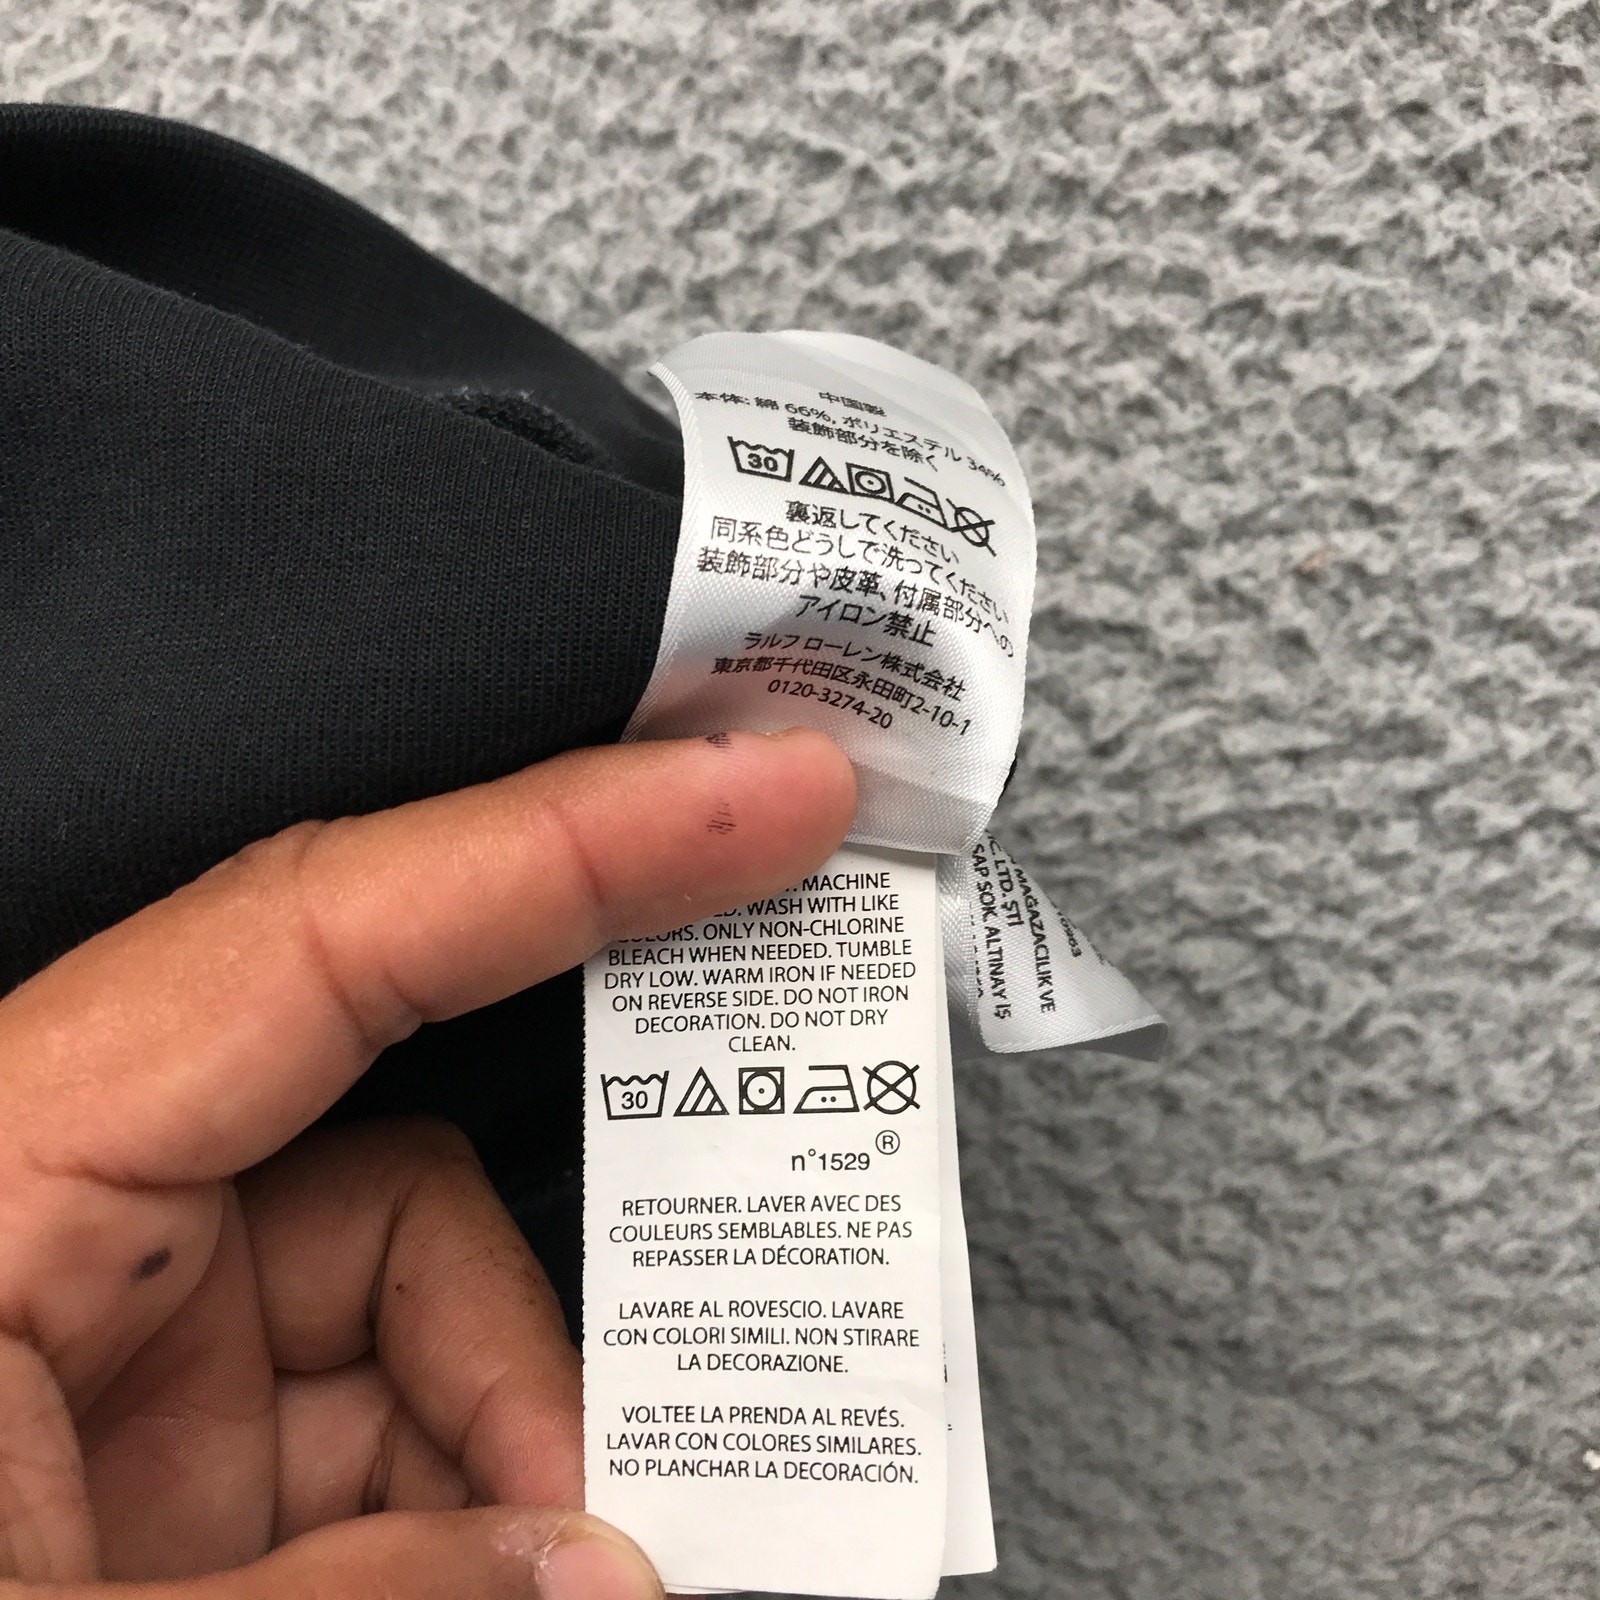 中国製
本体: 綿 66%, ポリエステル 34%
装飾部分を除く
30
裏返してください
同系色どうしで洗ってください
装飾部分や皮革、付属部分への
アイロン禁止
ラルフ ローレン株式会社
東京都千代田区永田町2-10-1
0120-3274-20
MACHINE
WASH WITH LIKE
COLORS. ONLY NON-CHLORINE
BLEACH WHEN NEEDED. TUMBLE
DRY LOW. WARM IRON IF NEEDED
ON REVERSE SIDE. DO NOT IRON
DECORATION. DO NOT DRY
CLEAN.
30
n°1529 ®
RETOURNER. LAVER AVEC DES
COULEURS SEMBLABLES. NE PAS
REPASSER LA DÉCORATION.
LAVARE AL ROVESCIO. LAVARE
CON COLORI SIMILI. NON STIRARE
LA DECORAZIONE.
VOLTEE LA PRENDA AL REVÉS.
LAVAR CON COLORES SIMILARES.
NO PLANCHAR LA DECORACIÓN.
MAĞAZACILIK VE
LTD. ŞTİ
SAP SOK. ALTINAY İŞ